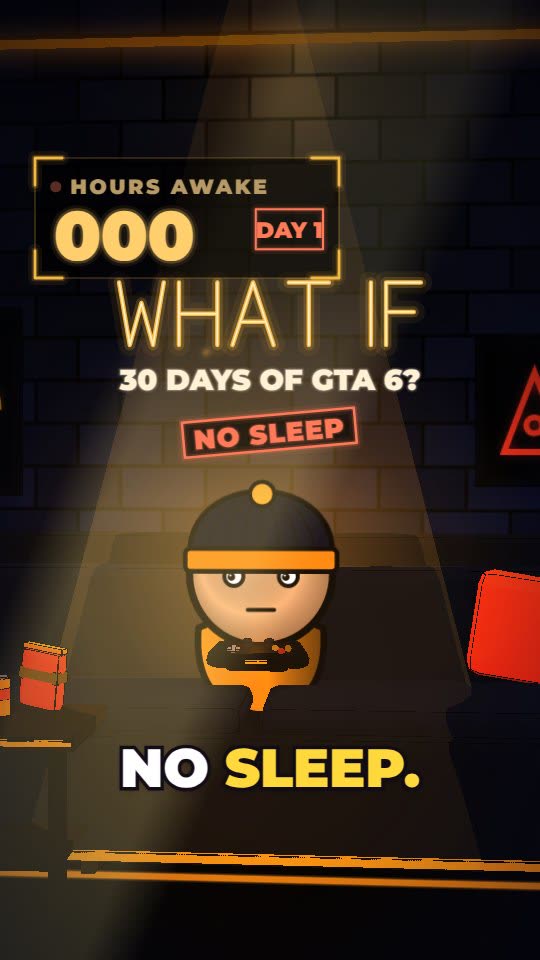 HOURS AWAKE
000
DAY 1
WHAT IF
30 DAYS OF GTA 6?
NO SLEEP
NO SLEEP.